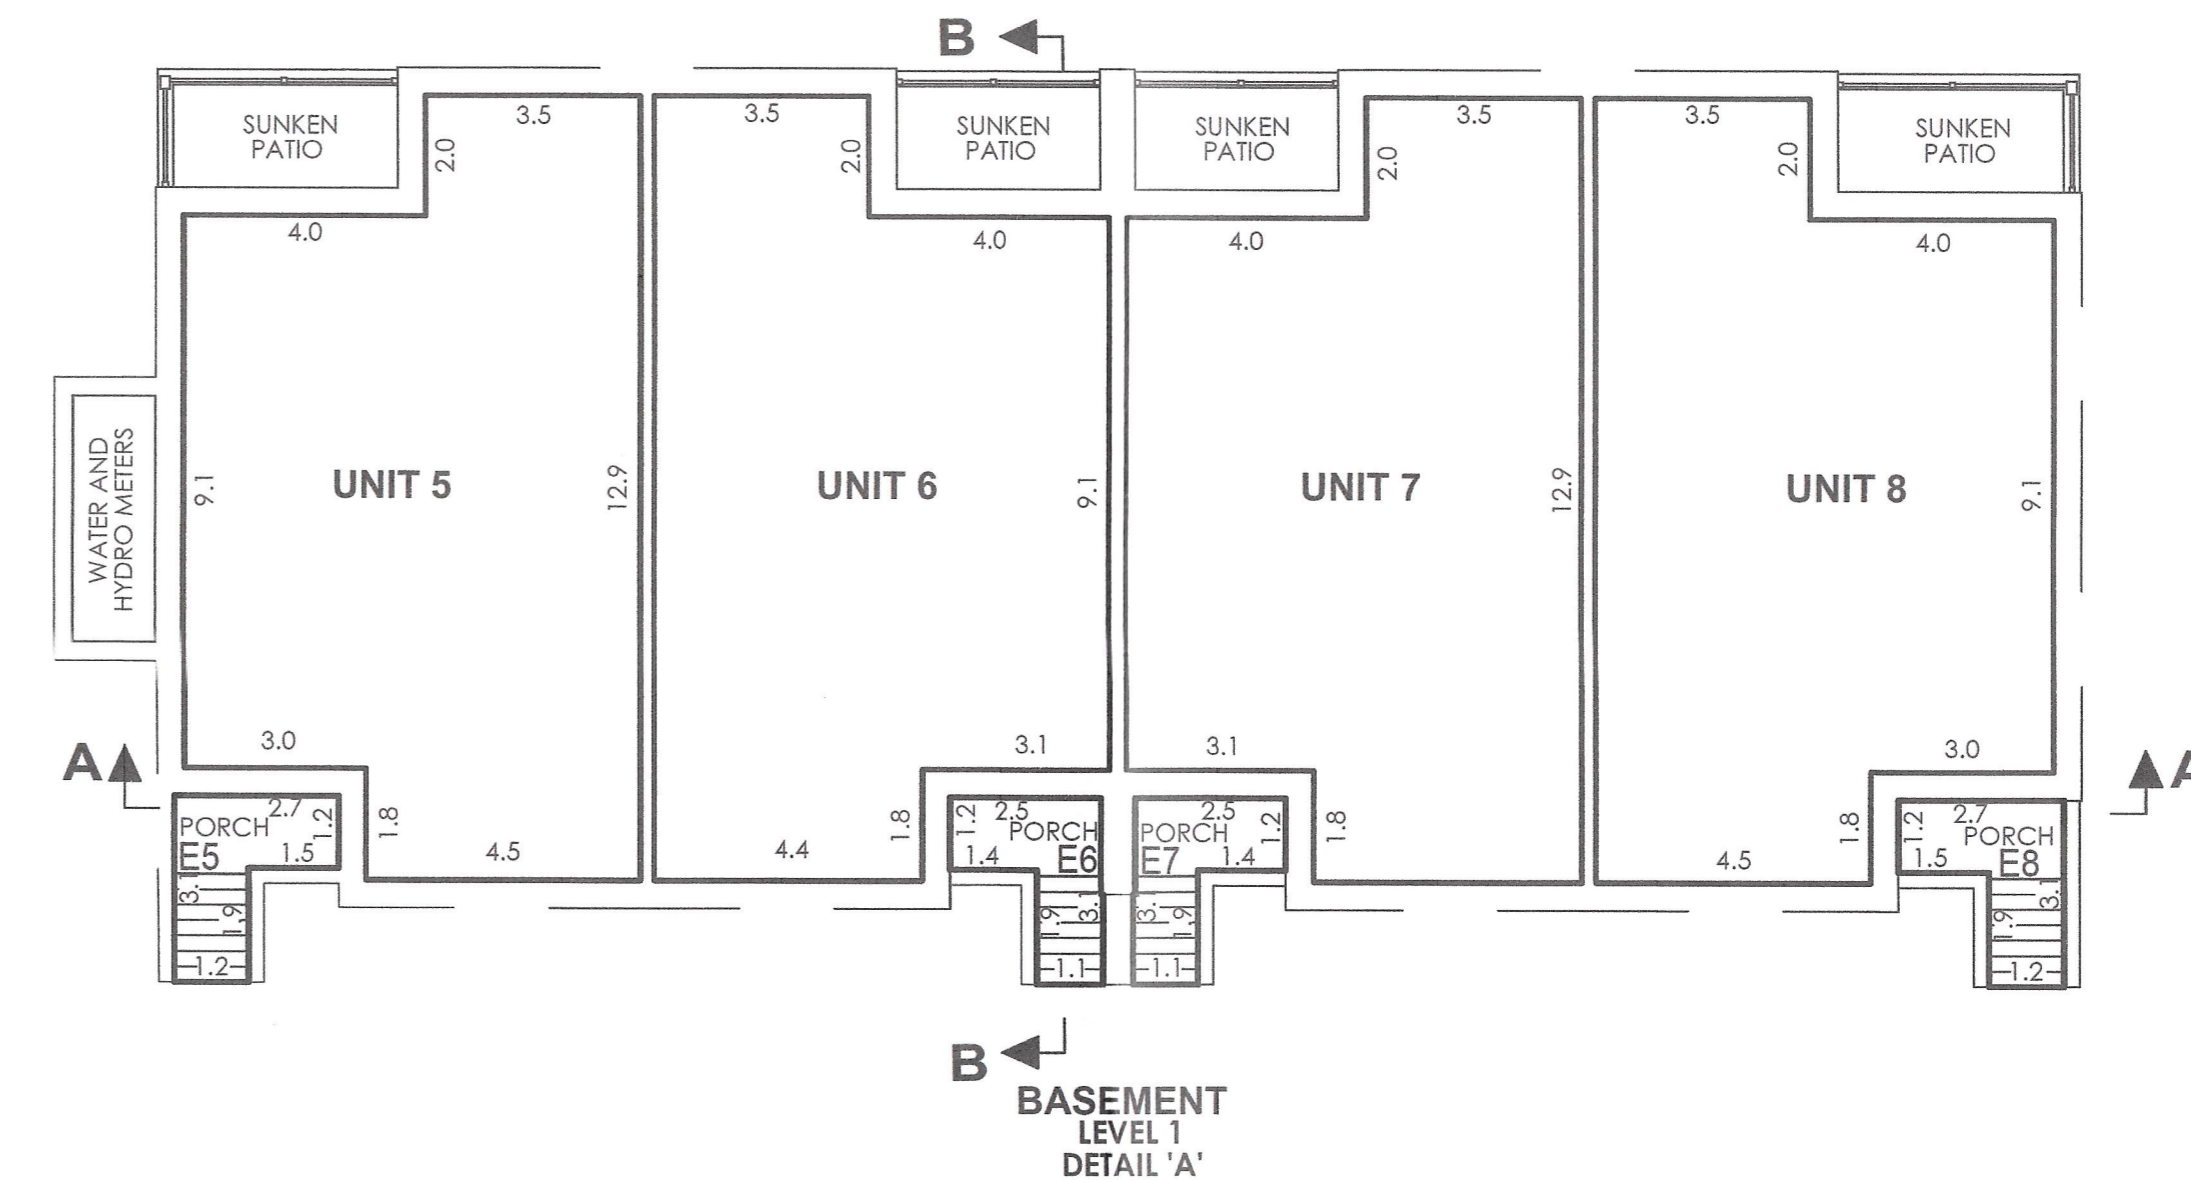 B
SUNKEN
PATIO
3.5
3.5
SUNKEN
PATIO
SUNKEN
PATIO
3.5
3.5
SUNKEN
PATIO
2.0
2.0
2.0
2.0
4.0
4.0
4.0
4.0
WATER AND
HYDRO METERS
9.1
UNIT 5
12.9
UNIT 6
9.1
UNIT 7
12.9
UNIT 8
9.1
3.0
3.1
3.1
3.0
A
A
2.7
PORCH
E5
1.2
1.5
1.8
4.5
4.4
1.8
1.2
2.5
PORCH
E6
1.4
2.5
PORCH
E7
1.2
1.4
1.8
4.5
1.8
1.2
2.7
PORCH
E8
1.5
3.1
1.9
1.2
1.9
3.1
1.1
3.1
1.9
1.1
1.9
3.1
1.2
B
BASEMENT
LEVEL 1
DETAIL 'A'